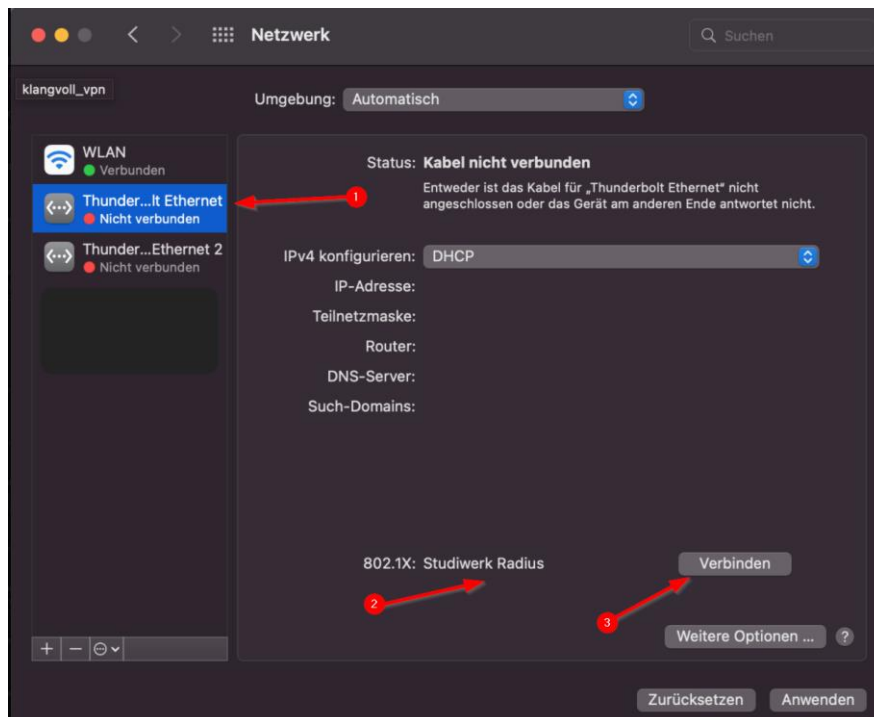 Netzwerk
Suchen
klangvoll_vpn
Umgebung: Automatisch
WLAN
Verbunden
Thunder...lt Ethernet
Nicht verbunden
Thunder...Ethernet 2
Nicht verbunden
1
Status: Kabel nicht verbunden
Entweder ist das Kabel für „Thunderbolt Ethernet“ nicht
angeschlossen oder das Gerät am anderen Ende antwortet nicht.
IPv4 konfigurieren: DHCP
IP-Adresse:
Teilnetzmaske:
Router:
DNS-Server:
Such-Domains:
802.1X: Studiwerk Radius
Verbinden
2
3
Weitere Optionen ... ?
+ −
Zurücksetzen Anwenden